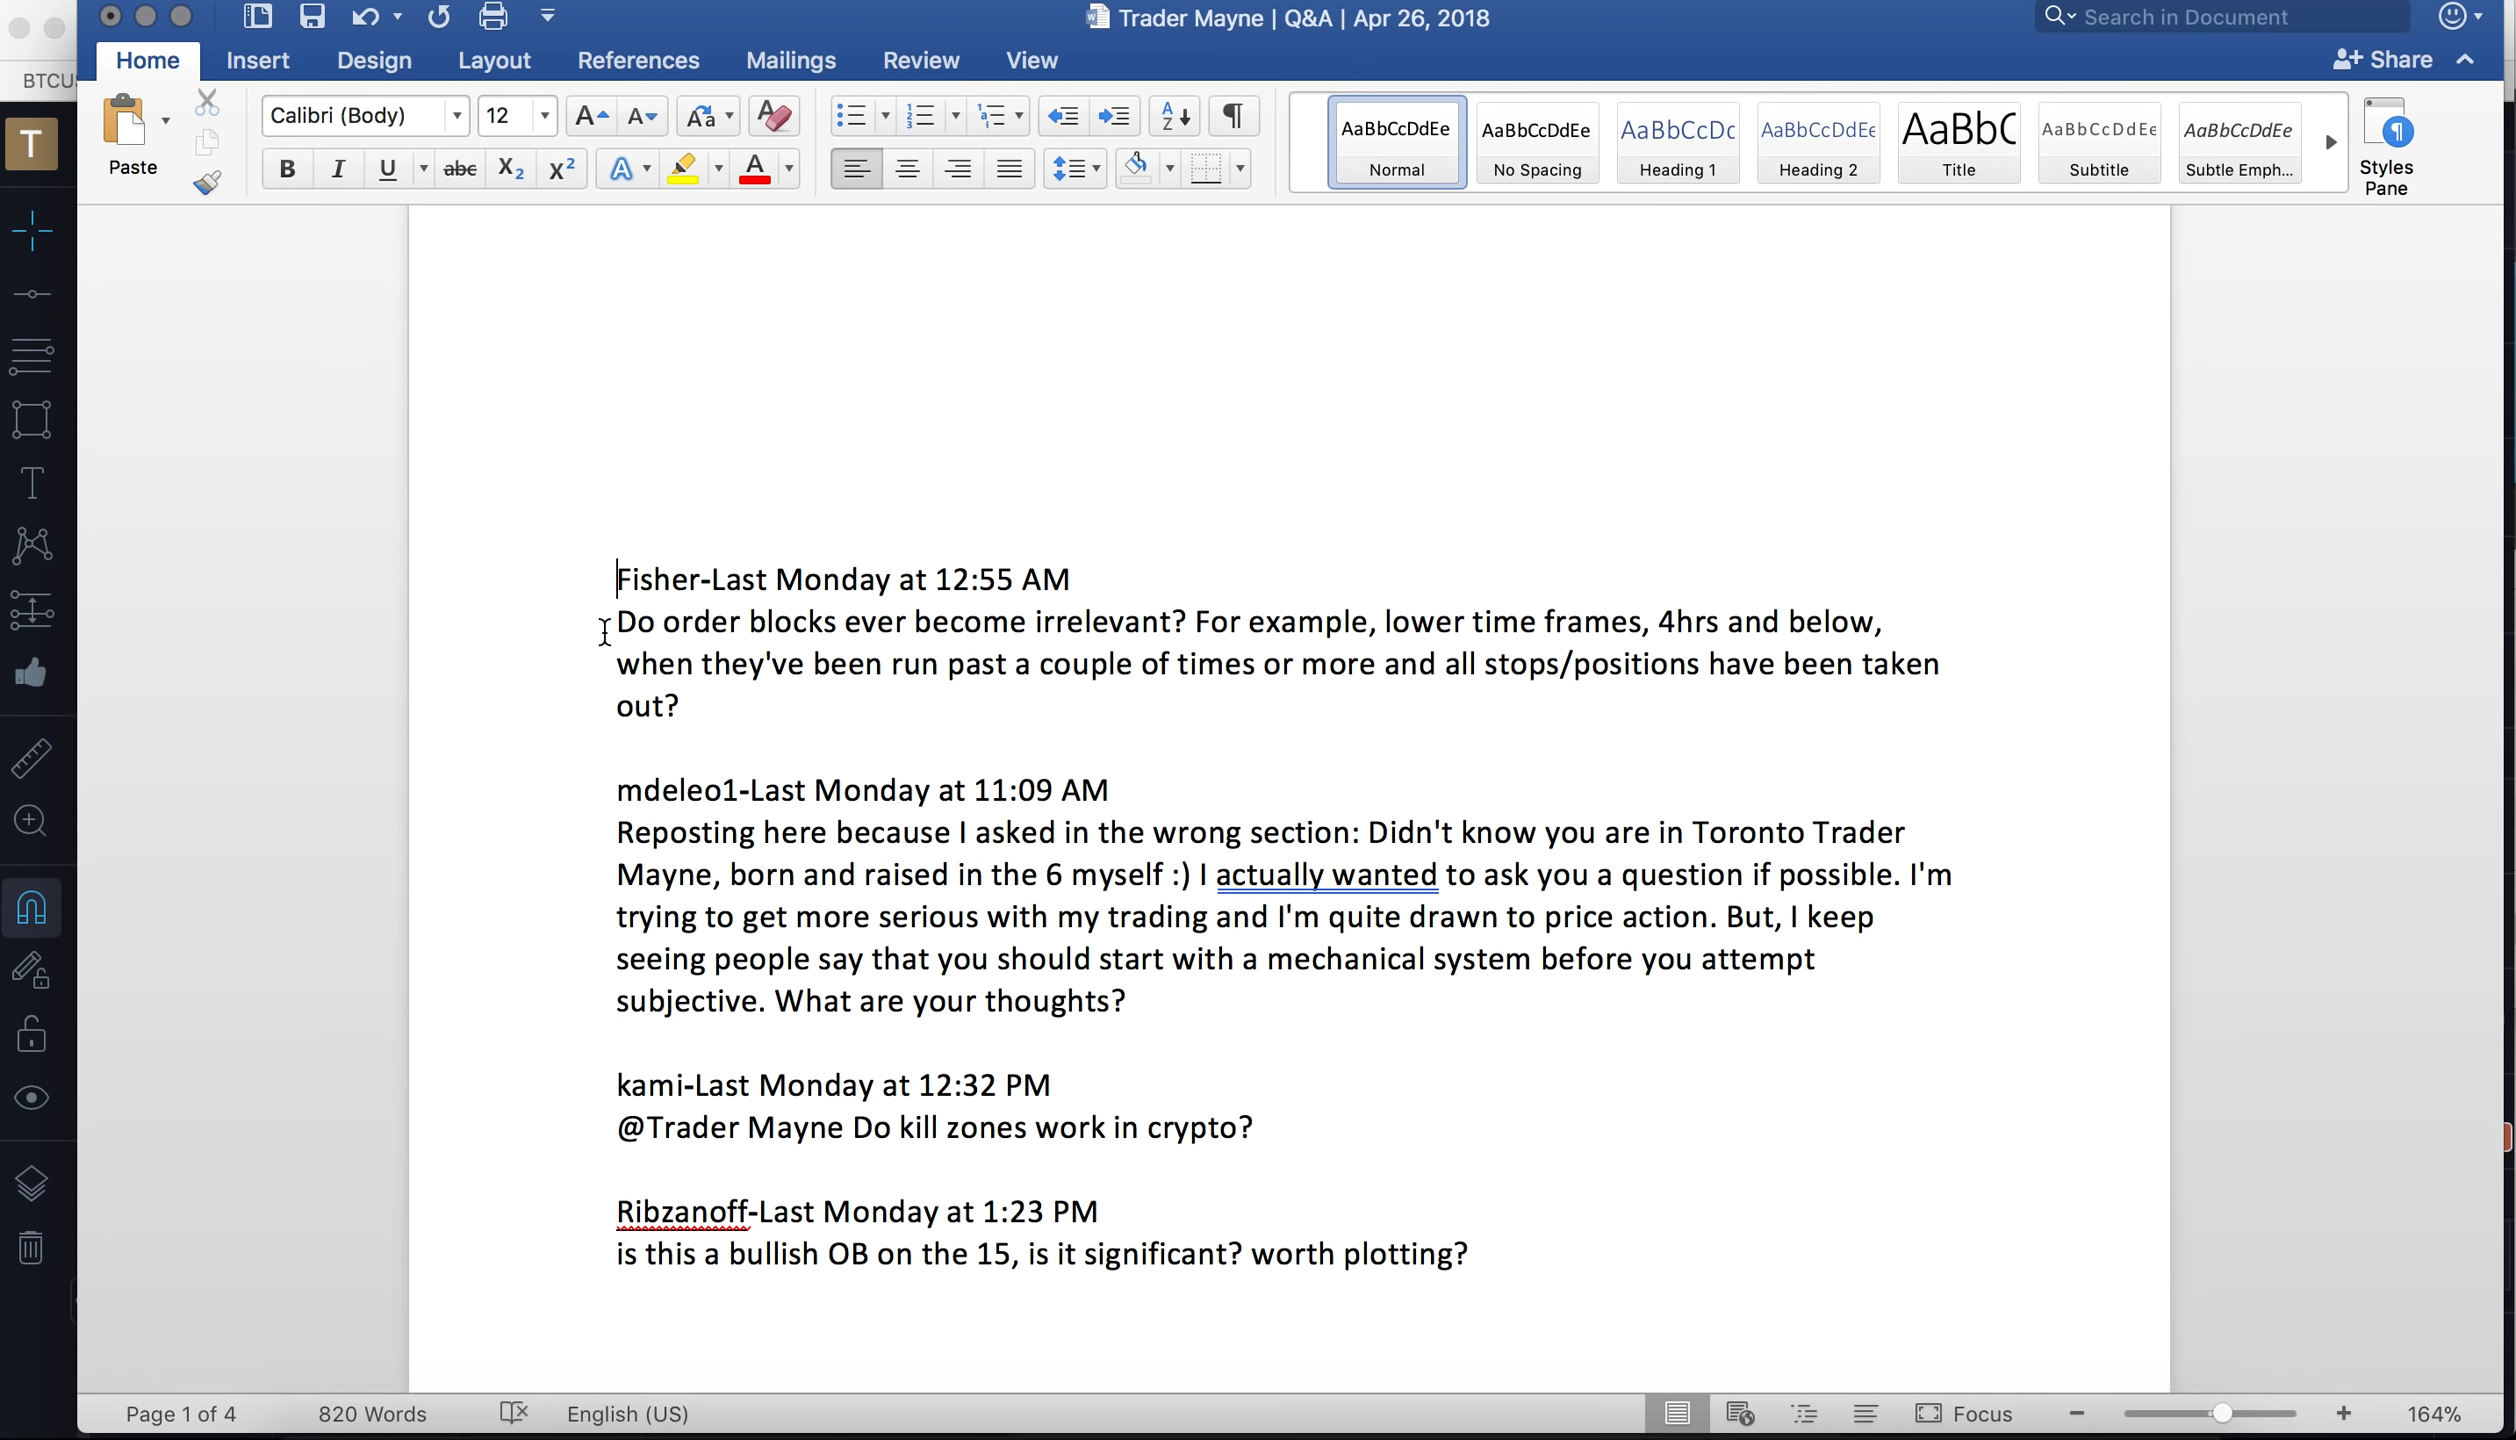 Trader Mayne | Q&A | Apr 26, 2018
Search in Document
Home Insert Design Layout References Mailings Review View
Share
BTCUS
T
Paste
Calibri (Body) 12
AaBbCcDdEe AaBbCcDdEe AaBbCcDc AaBbCcDdEe AaBbC AaBbCcDdEe AaBbCcDdEe
Normal No Spacing Heading 1 Heading 2 Title Subtitle Subtle Emph...
Styles
Pane
Fisher-Last Monday at 12:55 AM
Do order blocks ever become irrelevant? For example, lower time frames, 4hrs and below,
when they've been run past a couple of times or more and all stops/positions have been taken
out?
mdeleo1-Last Monday at 11:09 AM
Reposting here because I asked in the wrong section: Didn't know you are in Toronto Trader
Mayne, born and raised in the 6 myself :) I actually wanted to ask you a question if possible. I'm
trying to get more serious with my trading and I'm quite drawn to price action. But, I keep
seeing people say that you should start with a mechanical system before you attempt
subjective. What are your thoughts?
kami-Last Monday at 12:32 PM
@Trader Mayne Do kill zones work in crypto?
Ribzanoff-Last Monday at 1:23 PM
is this a bullish OB on the 15, is it significant? worth plotting?
Page 1 of 4 820 Words English (US) Focus 164%